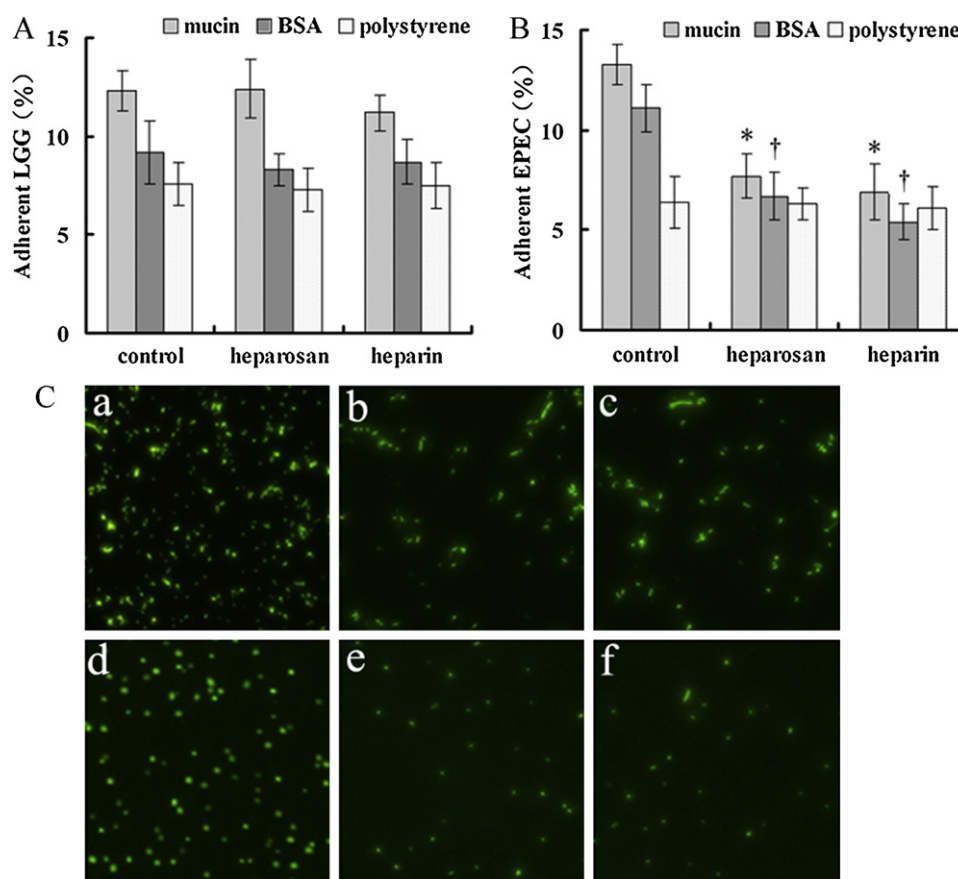 A
mucin BSA polystyrene
Adherent LGG (%)
15
10
5
0
control heparosan heparin
B
mucin BSA polystyrene
Adherent EPEC (%)
15
10
5
0
* † * †
control heparosan heparin
C
a b c
d e f